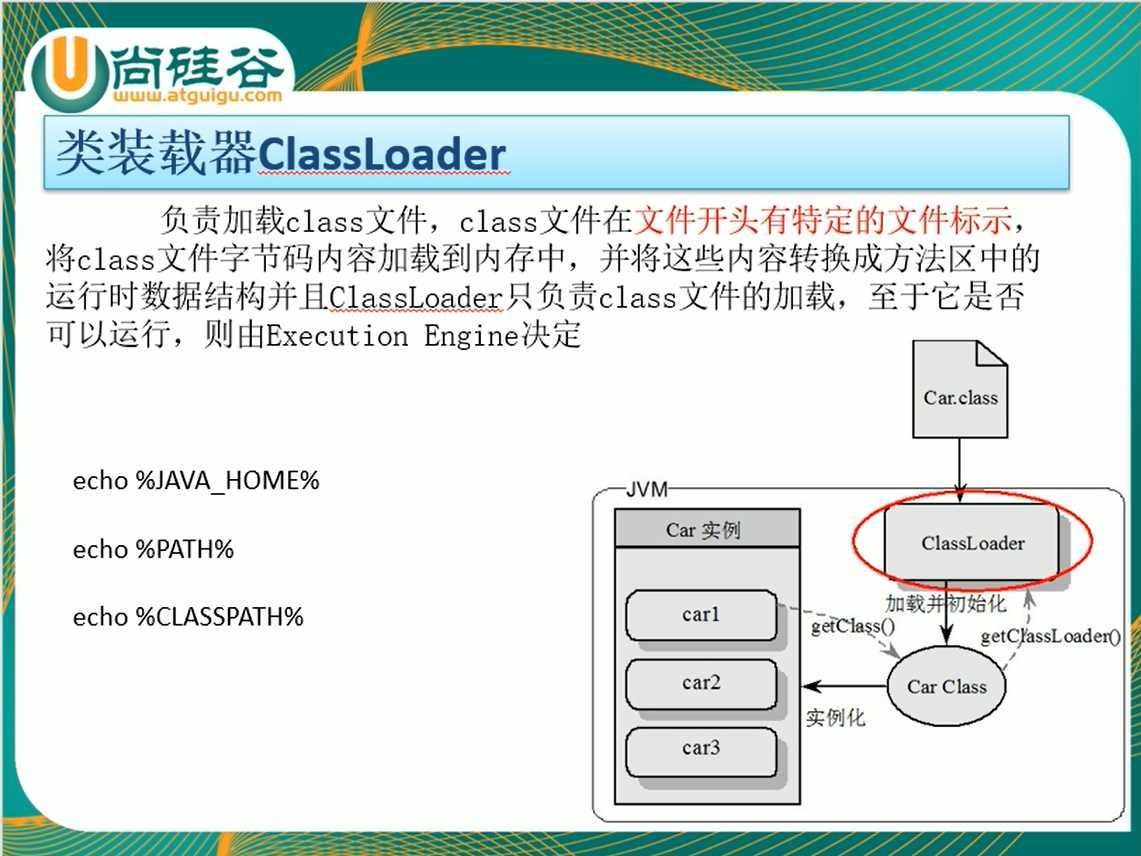 尚硅谷
www.atguigu.com
类装载器ClassLoader
负责加载class文件，class文件在文件开头有特定的文件标示，
将class文件字节码内容加载到内存中，并将这些内容转换成方法区中的
运行时数据结构并且ClassLoader只负责class文件的加载，至于它是否
可以运行，则由Execution Engine决定
echo %JAVA_HOME%
echo %PATH%
echo %CLASSPATH%
Car.class
JVM
Car 实例
ClassLoader
加载并初始化
car1
getClass()
getClassLoader()
car2
Car Class
实例化
car3